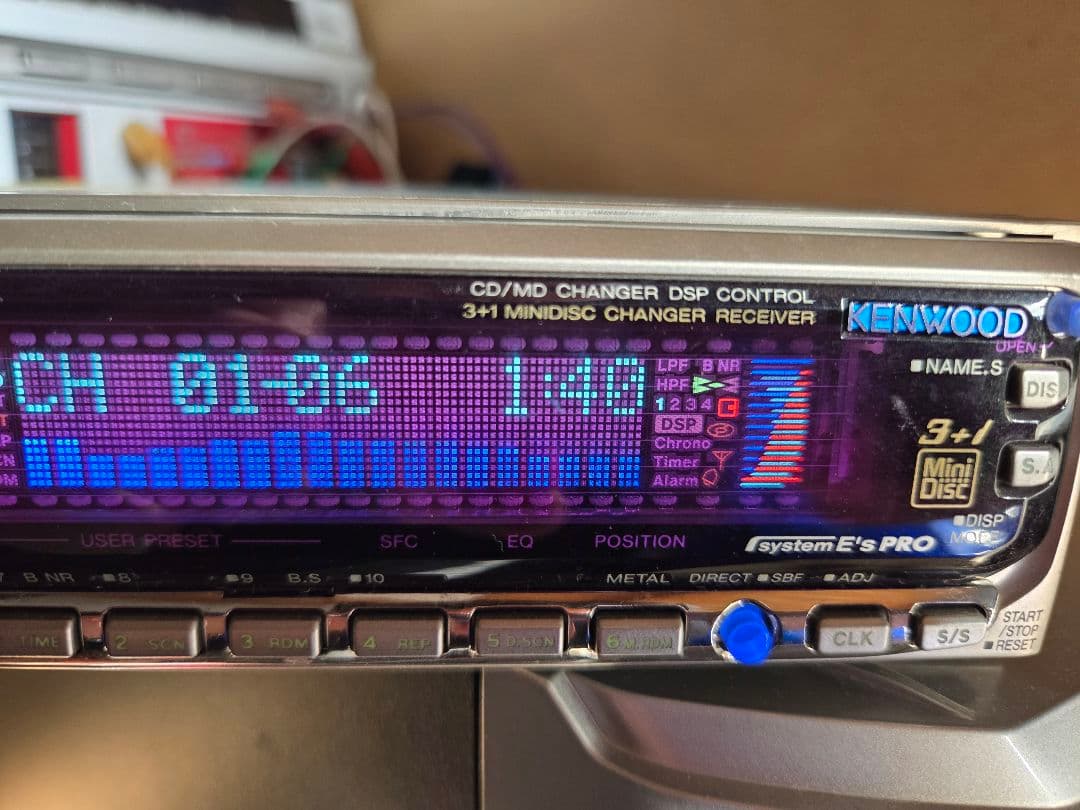 CD/MD CHANGER DSP CONTROL
3+1 MINIDISC CHANGER RECEIVER
KENWOOD
OPEN
CH 01-06 1:40
LPF B NR
HPF
1 2 3 4
DSP
Chrono
Timer
Alarm
NAME.S
DIS
3+1
Mini
Disc
S.A
DISP
MODE
USER PRESET SFC EQ POSITION
system E's PRO
B NR 8 9 B.S 10 METAL DIRECT SBF ADJ
TIME 2 SCN 3 RDM 4 REP 5 D.SCN 6 M.RDM CLK S/S
START
/STOP
RESET